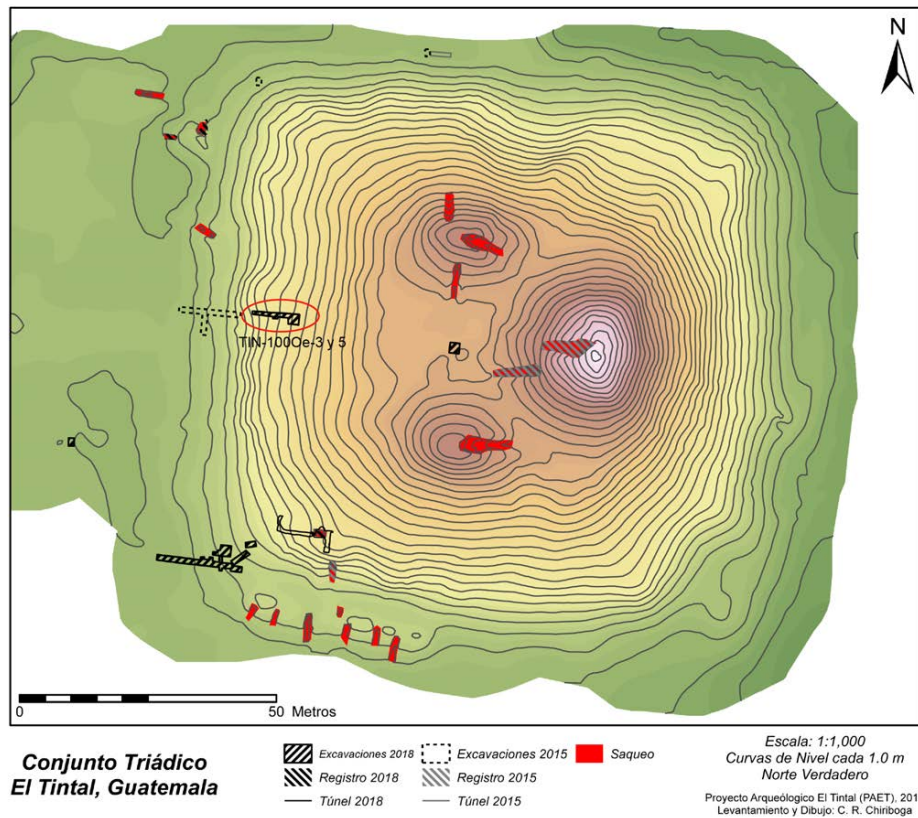 N
TIN-100Oe-3 y 5
0 50 Metros
Conjunto Triádico
El Tintal, Guatemala
Excavaciones 2018
Registro 2018
Túnel 2018
Excavaciones 2015
Registro 2015
Túnel 2015
Saqueo
Escala: 1:1,000
Curvas de Nivel cada 1.0 m
Norte Verdadero
Proyecto Arqueológico El Tintal (PAET), 201
Levantamiento y Dibujo: C. R. Chiriboga